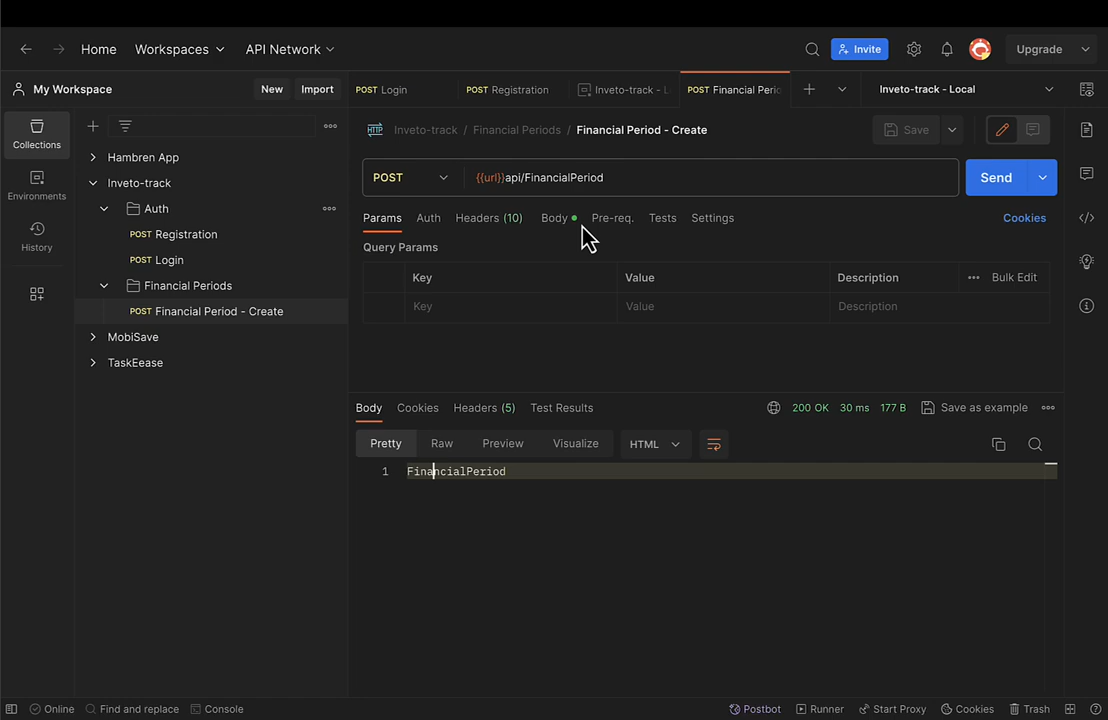 Home Workspaces API Network Invite Upgrade
My Workspace New Import POST Login POST Registration Inveto-track - L POST Financial Peric Inveto-track - Local
Collections
Environments
History
Hambren App
Inveto-track
Auth
POST Registration
POST Login
Financial Periods
POST Financial Period - Create
MobiSave
TaskEease
HTTP Inveto-track / Financial Periods / Financial Period - Create Save
POST {{url}}api/FinancialPeriod Send
Params Auth Headers (10) Body Pre-req. Tests Settings Cookies
Query Params
Key Value Description Bulk Edit
Key Value Description
Body Cookies Headers (5) Test Results 200 OK 30 ms 177 B Save as example
Pretty Raw Preview Visualize HTML
1 FinancialPeriod
Online Find and replace Console Postbot Runner Start Proxy Cookies Trash